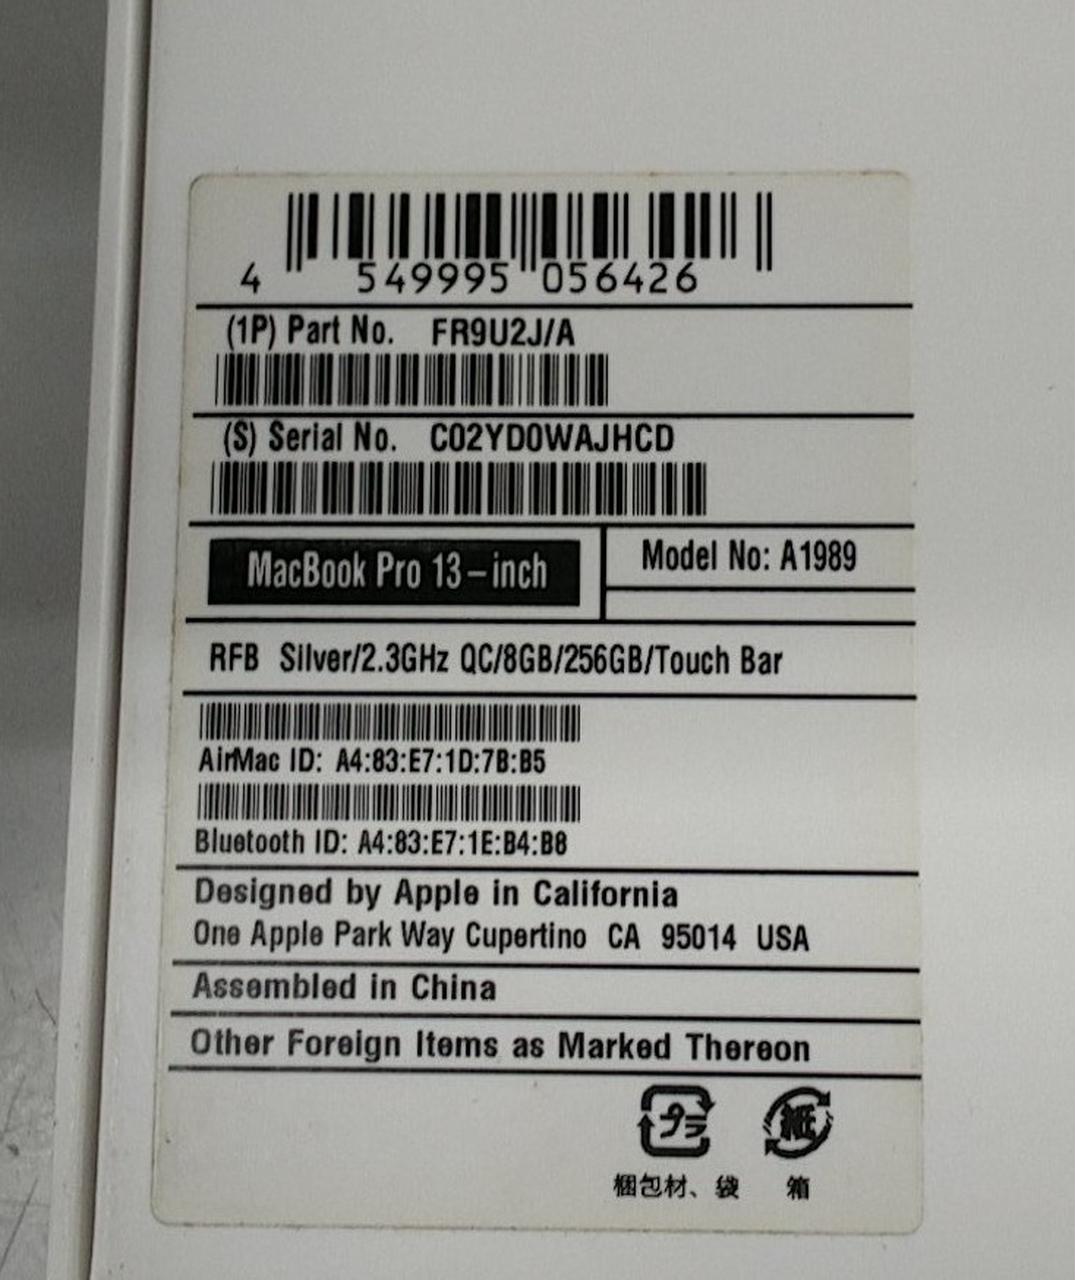 4 549995 056426
(1P) Part No. FR9U2J/A
(S) Serial No. C02YD0WAJHCD
MacBook Pro 13-inch
Model No: A1989
RFB Silver/2.3GHz QC/8GB/256GB/Touch Bar
AirMac ID: A4:83:E7:1D:7B:B5
Bluetooth ID: A4:83:E7:1E:B4:B8
Designed by Apple in California
One Apple Park Way Cupertino CA 95014 USA
Assembled in China
Other Foreign Items as Marked Thereon
プラ 紙
梱包材、袋 箱